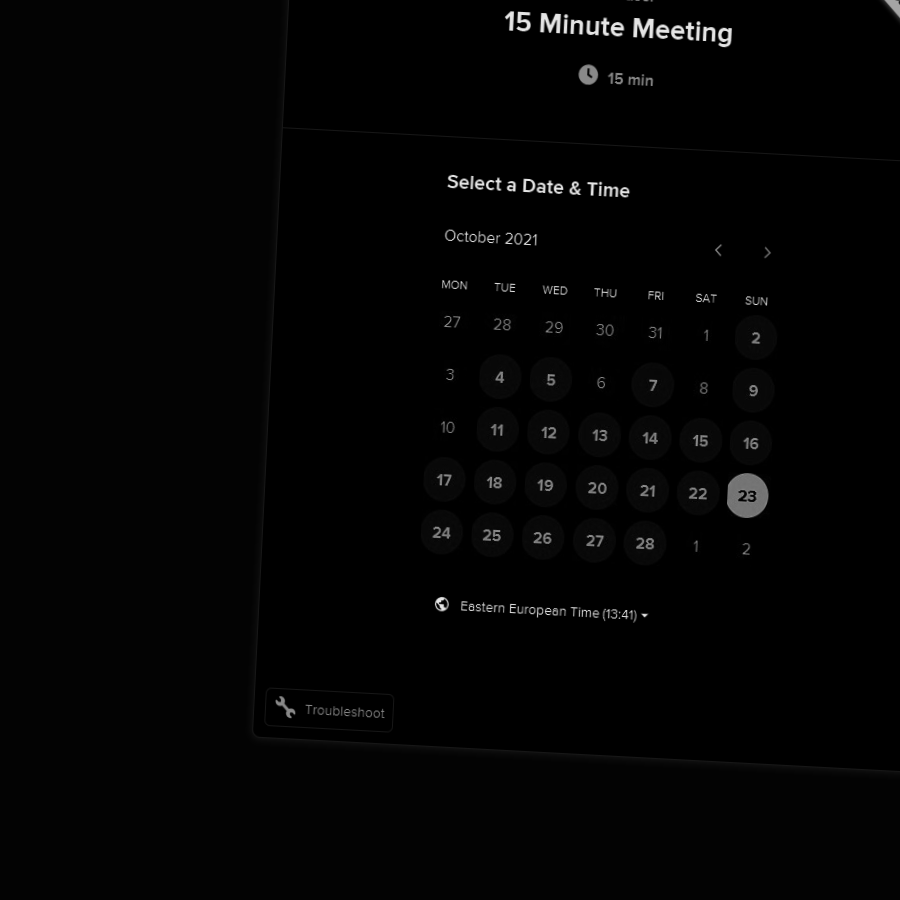 15 Minute Meeting
15 min
Select a Date & Time
October 2021
MON TUE WED THU FRI SAT SUN
27 28 29 30 31 1 2
3 4 5 6 7 8 9
10 11 12 13 14 15 16
17 18 19 20 21 22 23
24 25 26 27 28 1 2
Eastern European Time (13:41)
Troubleshoot